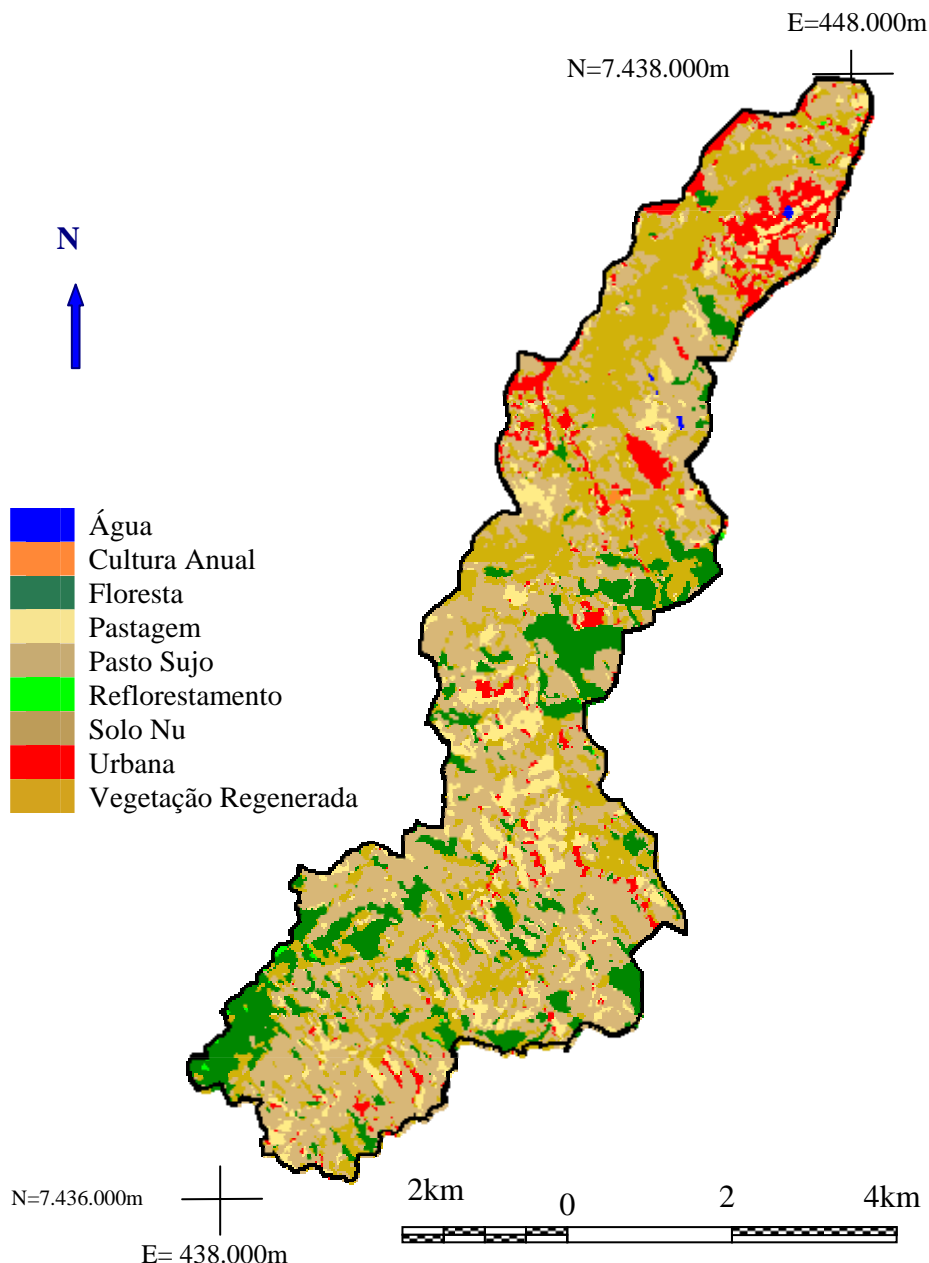 E=448.000m
N=7.438.000m
N
Água
Cultura Anual
Floresta
Pastagem
Pasto Sujo
Reflorestamento
Solo Nu
Urbana
Vegetação Regenerada
N=7.436.000m
E= 438.000m
2km 0 2 4km